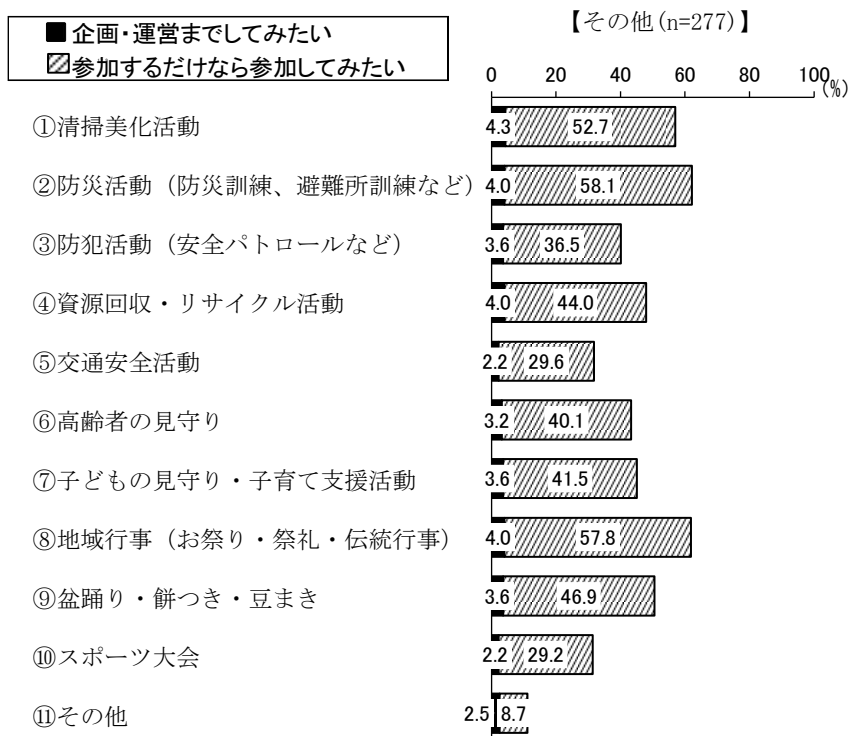 ■ 企画・運営までしてみたい
参加するだけなら参加してみたい
【その他(n=277)】
0 20 40 60 80 100
(%)
①清掃美化活動 4.3 52.7
②防災活動（防災訓練、避難所訓練など） 4.0 58.1
③防犯活動（安全パトロールなど） 3.6 36.5
④資源回収・リサイクル活動 4.0 44.0
⑤交通安全活動 2.2 29.6
⑥高齢者の見守り 3.2 40.1
⑦子どもの見守り・子育て支援活動 3.6 41.5
⑧地域行事（お祭り・祭礼・伝統行事） 4.0 57.8
⑨盆踊り・餅つき・豆まき 3.6 46.9
⑩スポーツ大会 2.2 29.2
⑪その他 2.5 8.7